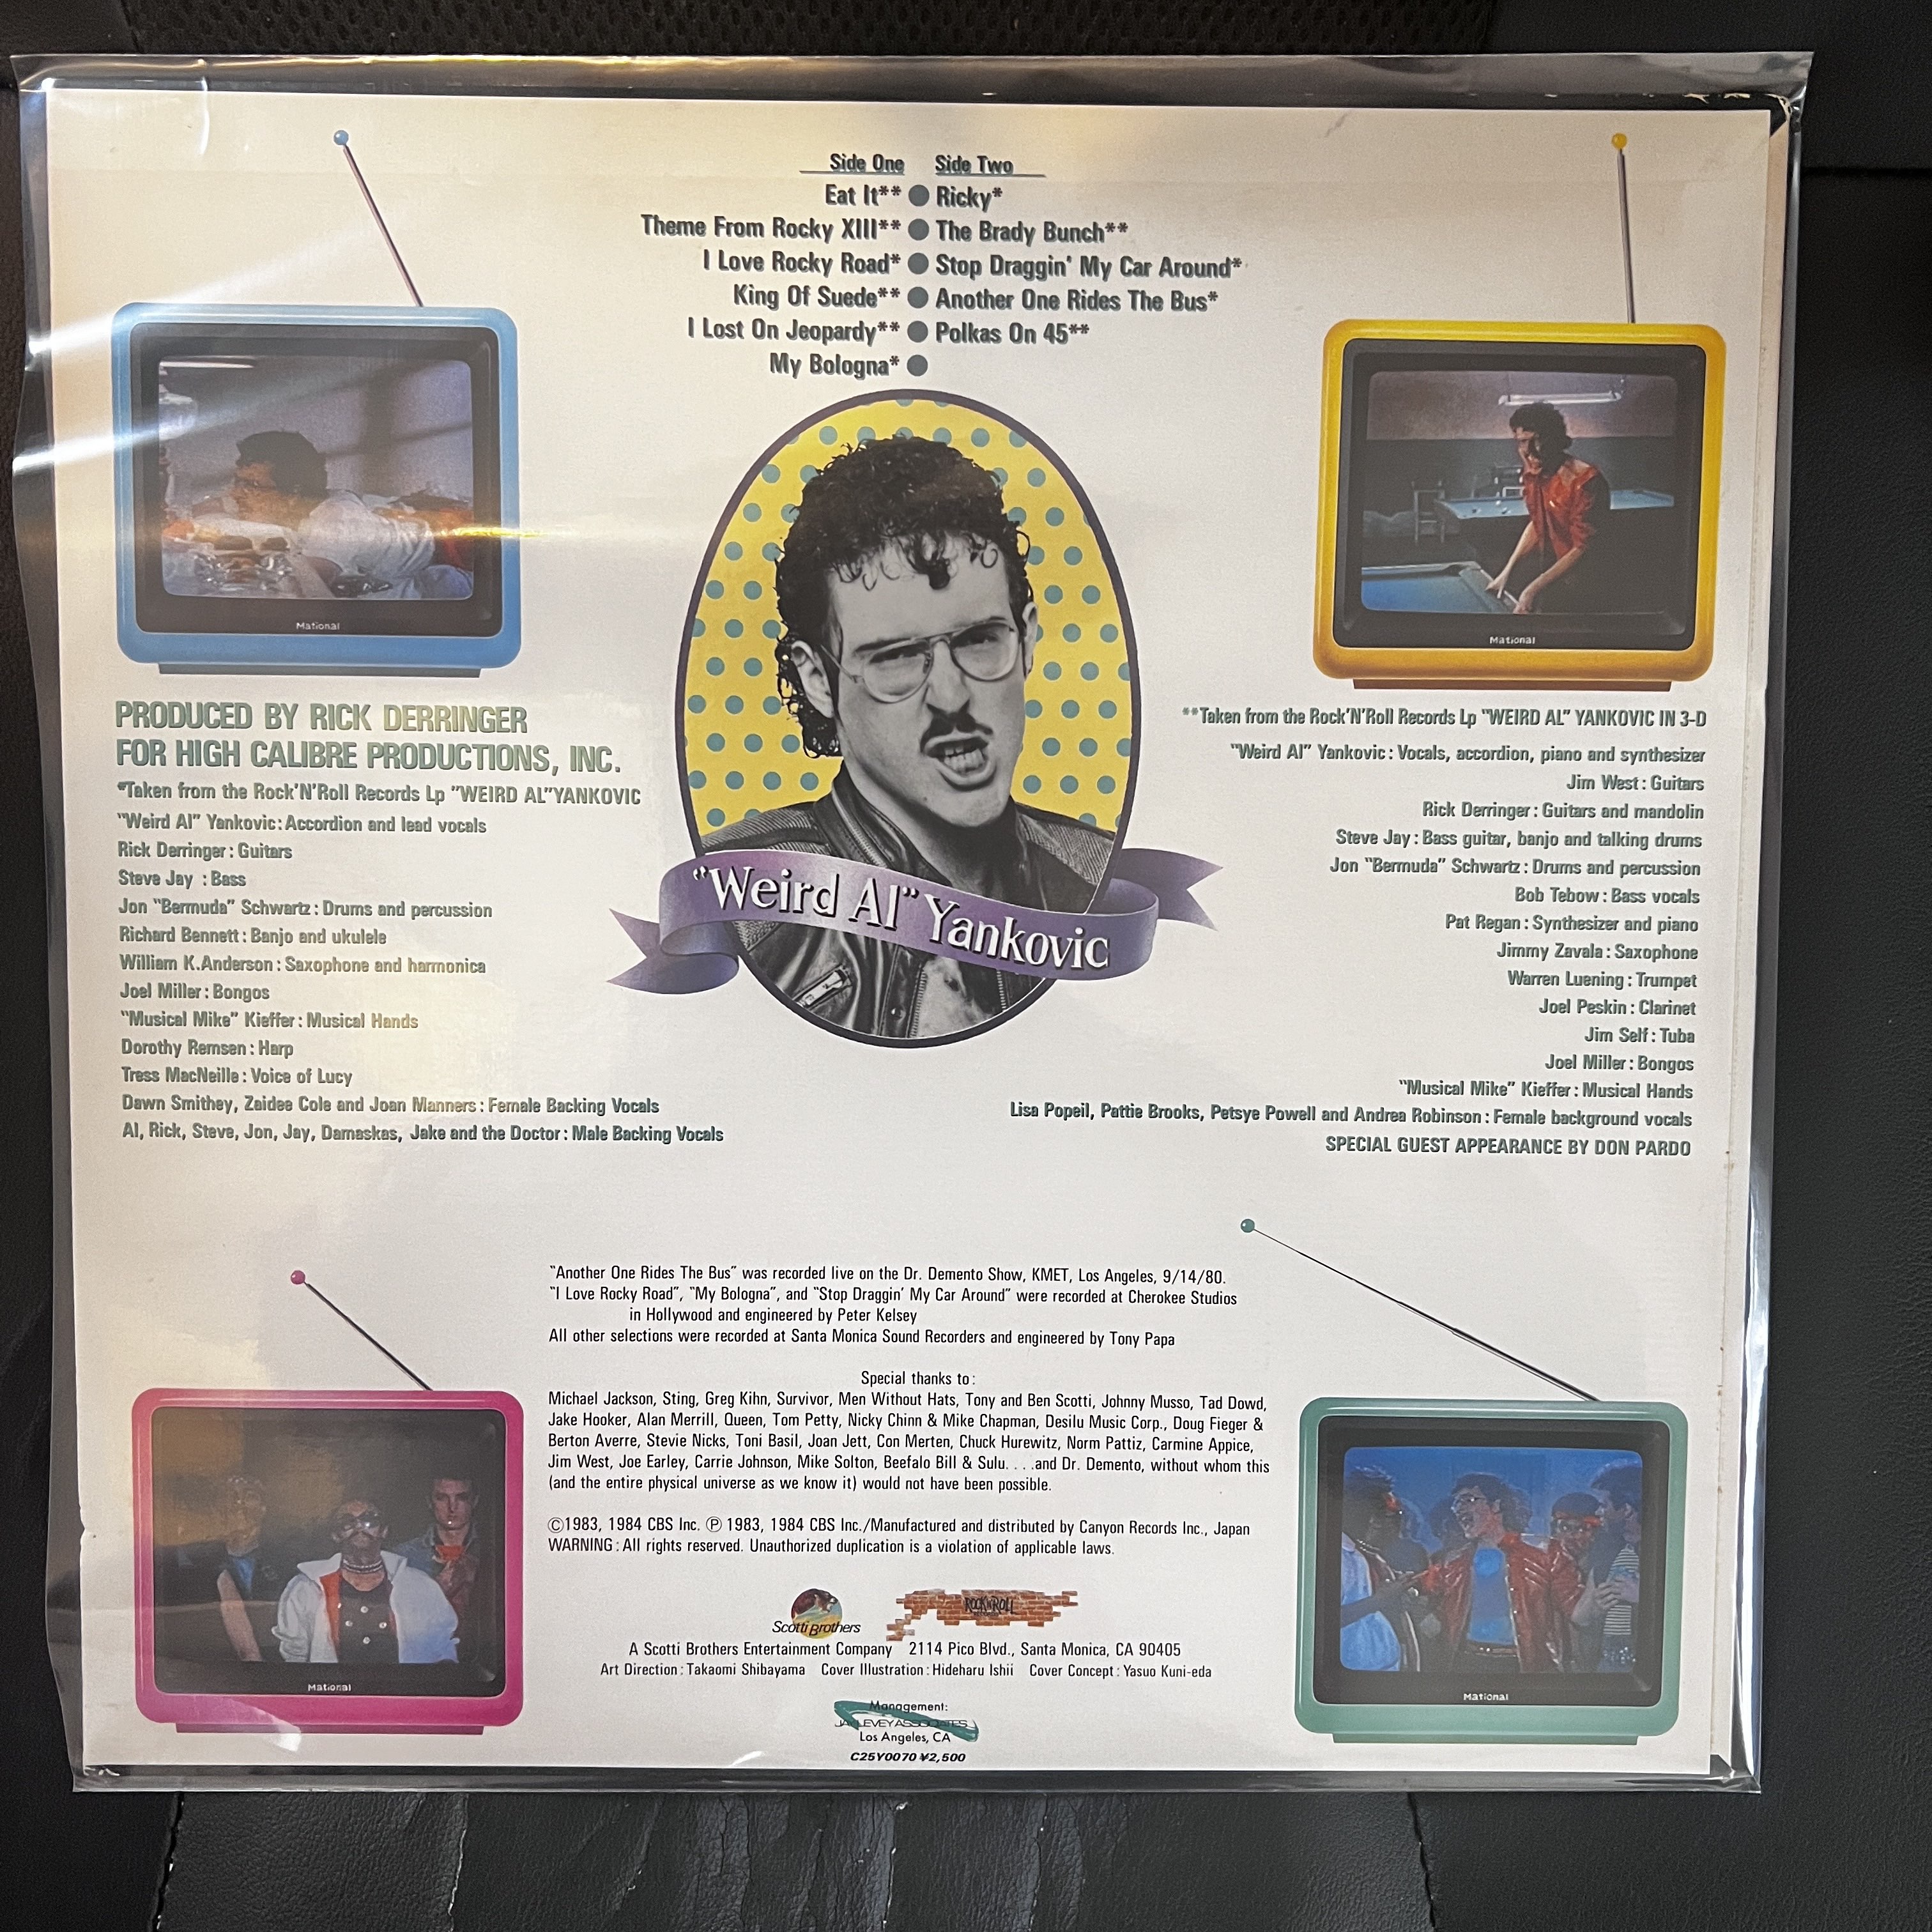 Side One
Side Two
Eat It**
Ricky*
Theme From Rocky XIII**
The Brady Bunch**
I Love Rocky Road*
Stop Draggin' My Car Around*
King Of Suede**
Another One Rides The Bus*
I Lost On Jeopardy**
Polkas On 45**
My Bologna*
Mational
Mational
"Weird Al" Yankovic
PRODUCED BY RICK DERRINGER
FOR HIGH CALIBRE PRODUCTIONS, INC.
*Taken from the Rock'N'Roll Records Lp "WEIRD AL"YANKOVIC
"Weird Al" Yankovic: Accordion and lead vocals
Rick Derringer: Guitars
Steve Jay : Bass
Jon "Bermuda" Schwartz: Drums and percussion
Richard Bennett: Banjo and ukulele
William K.Anderson: Saxophone and harmonica
Joel Miller: Bongos
"Musical Mike" Kieffer: Musical Hands
Dorothy Remsen: Harp
Tress MacNeille: Voice of Lucy
Dawn Smithey, Zaidee Cole and Joan Manners: Female Backing Vocals
Al, Rick, Steve, Jon, Jay, Damaskas, Jake and the Doctor: Male Backing Vocals
**Taken from the Rock'N'Roll Records Lp "WEIRD AL" YANKOVIC IN 3-D
"Weird Al" Yankovic: Vocals, accordion, piano and synthesizer
Jim West: Guitars
Rick Derringer: Guitars and mandolin
Steve Jay: Bass guitar, banjo and talking drums
Jon "Bermuda" Schwartz: Drums and percussion
Bob Tebow: Bass vocals
Pat Regan: Synthesizer and piano
Jimmy Zavala: Saxophone
Warren Luening: Trumpet
Joel Peskin: Clarinet
Jim Self: Tuba
Joel Miller: Bongos
"Musical Mike" Kieffer: Musical Hands
Lisa Popeil, Pattie Brooks, Petsye Powell and Andrea Robinson: Female background vocals
SPECIAL GUEST APPEARANCE BY DON PARDO
"Another One Rides The Bus" was recorded live on the Dr. Demento Show, KMET, Los Angeles, 9/14/80.
"I Love Rocky Road", "My Bologna", and "Stop Draggin' My Car Around" were recorded at Cherokee Studios
in Hollywood and engineered by Peter Kelsey
All other selections were recorded at Santa Monica Sound Recorders and engineered by Tony Papa
Special thanks to:
Michael Jackson, Sting, Greg Kihn, Survivor, Men Without Hats, Tony and Ben Scotti, Johnny Musso, Tad Dowd,
Jake Hooker, Alan Merrill, Queen, Tom Petty, Nicky Chinn & Mike Chapman, Desilu Music Corp., Doug Fieger &
Berton Averre, Stevie Nicks, Toni Basil, Joan Jett, Con Merten, Chuck Hurewitz, Norm Pattiz, Carmine Appice,
Jim West, Joe Earley, Carrie Johnson, Mike Solton, Beefalo Bill & Sulu. . . .and Dr. Demento, without whom this
(and the entire physical universe as we know it) would not have been possible.
Ⓒ1983, 1984 CBS Inc. Ⓟ 1983, 1984 CBS Inc./Manufactured and distributed by Canyon Records Inc., Japan
WARNING: All rights reserved. Unauthorized duplication is a violation of applicable laws.
Scotti Brothers
ROCK'N'ROLL
A Scotti Brothers Entertainment Company 2114 Pico Blvd., Santa Monica, CA 90405
Art Direction: Takaomi Shibayama Cover Illustration: Hideharu Ishii Cover Concept: Yasuo Kuni-eda
Mational
Mational
Management:
JAY LEVEY ASSOCIATES
Los Angeles, CA
C25Y0070 ¥2,500